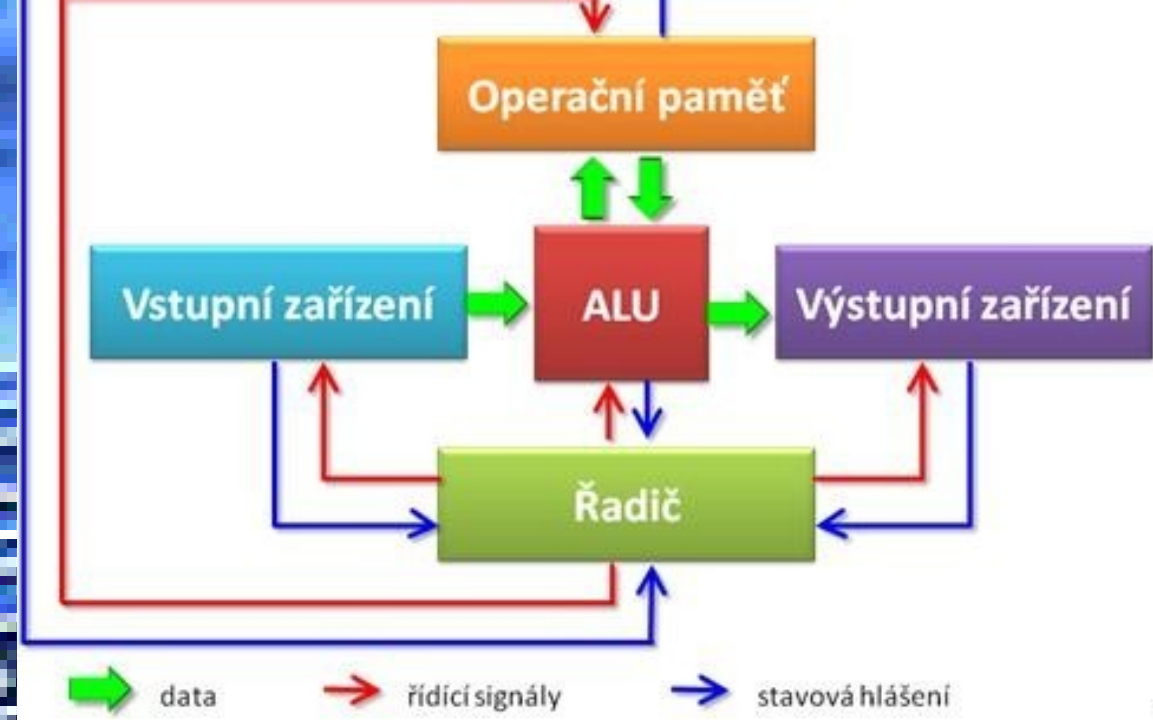 Operační paměť
Vstupní zařízení
ALU
Výstupní zařízení
Řadič
data
řídící signály
stavová hlášení